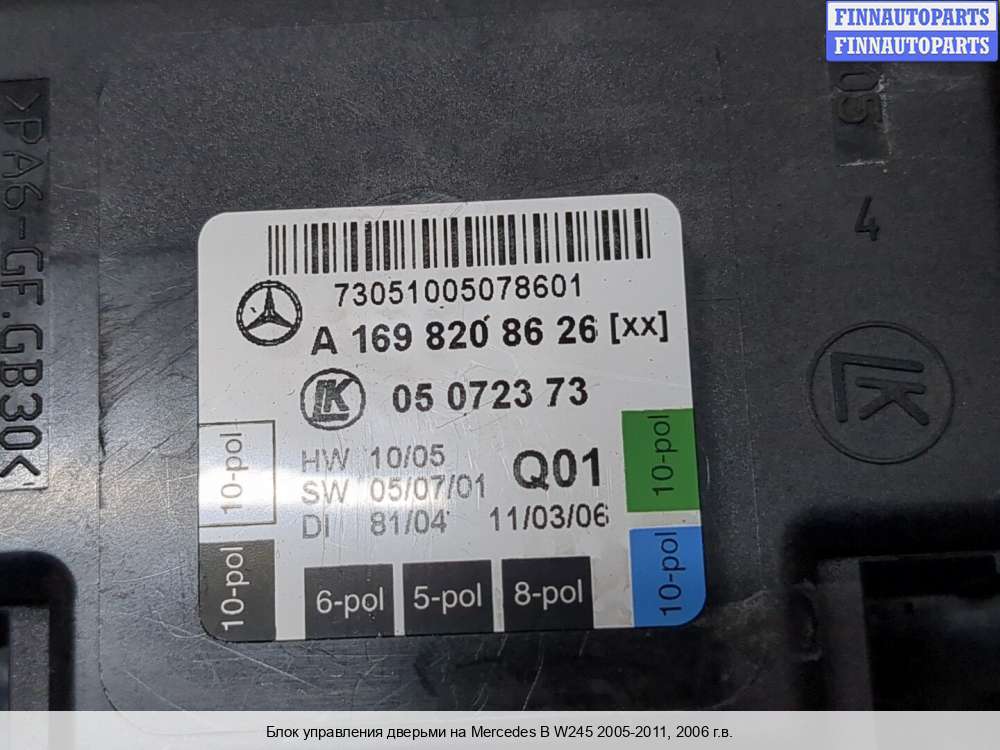 FINNAUTOPARTS
FINNAUTOPARTS
>PA6-GF.GB30<
05
4
LK
73051005078601
A 169 820 86 26 [xx]
LK 05 0723 73
10-pol
HW 10/05
SW 05/07/01
DI 81/04
Q01
11/03/06
10-pol
10-pol
6-pol
5-pol
8-pol
10-pol
Блок управления дверьми на Mercedes B W245 2005-2011, 2006 г.в.